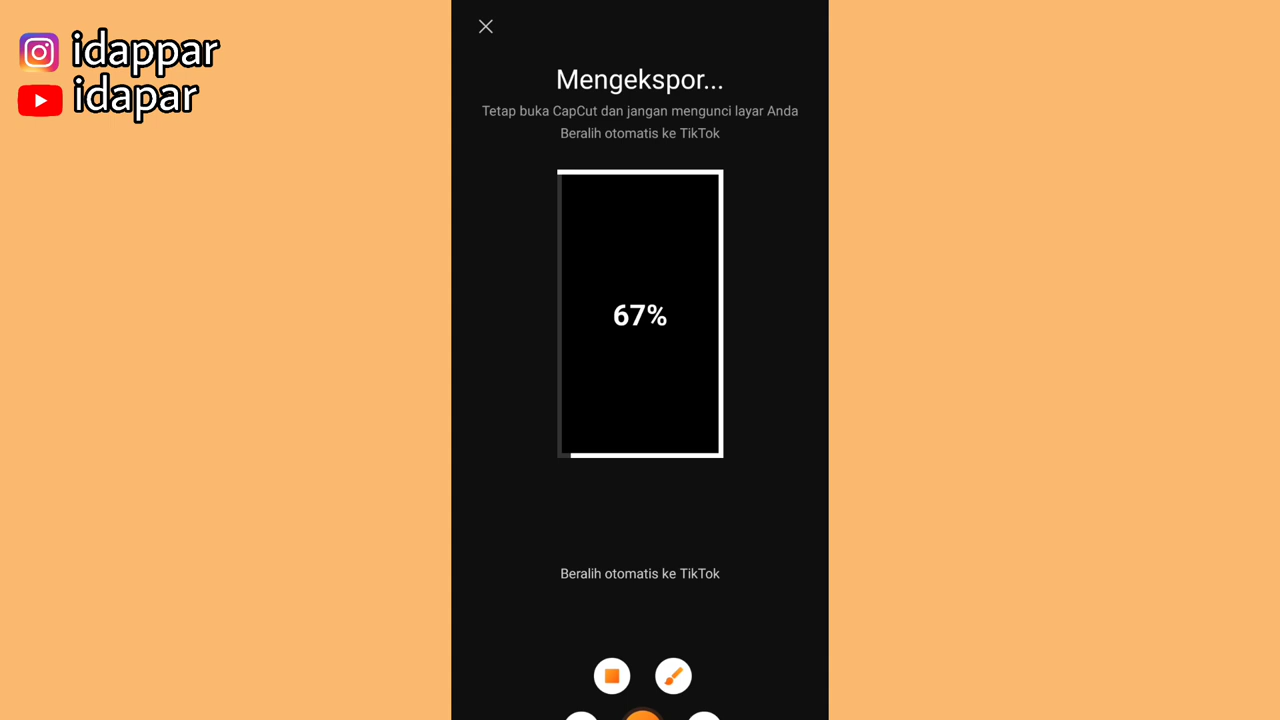 idappar
idapar
Mengekspor...
Tetap buka CapCut dan jangan mengunci layar Anda
Beralih otomatis ke TikTok
67%
Beralih otomatis ke TikTok